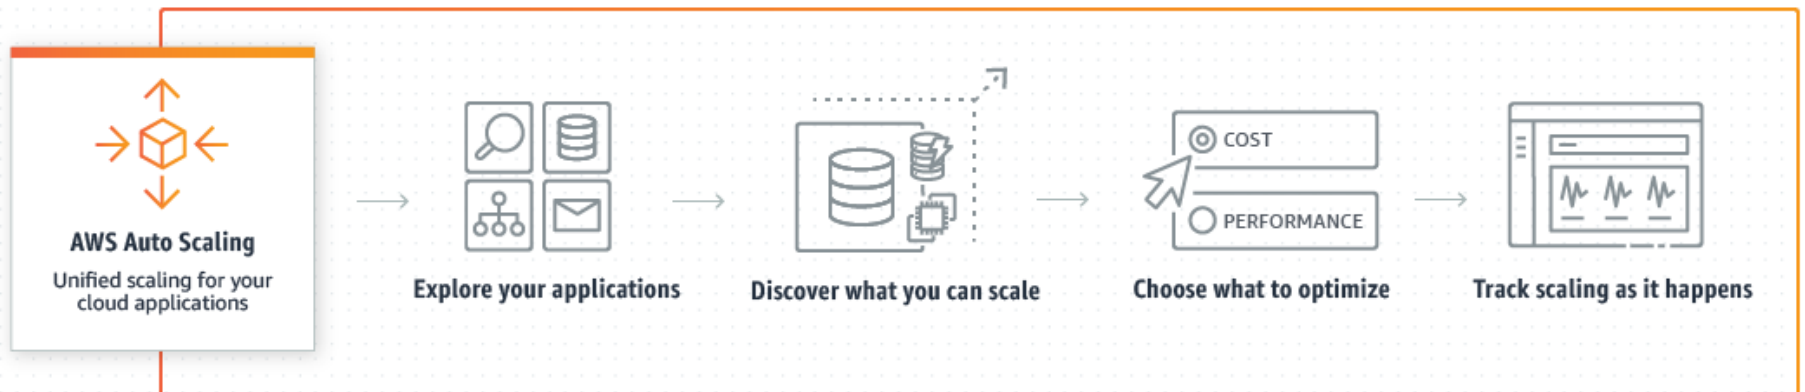 AWS Auto Scaling
Unified scaling for your
cloud applications
Explore your applications
Discover what you can scale
COST
PERFORMANCE
Choose what to optimize
Track scaling as it happens